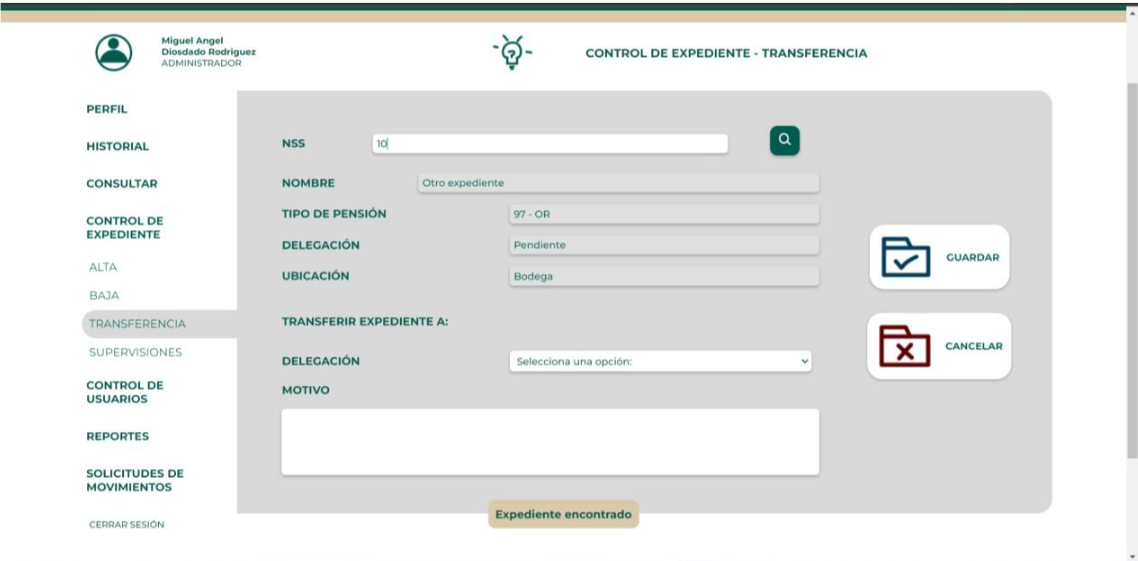 Miguel Angel
Diosdado Rodriguez
ADMINISTRADOR
CONTROL DE EXPEDIENTE - TRANSFERENCIA
PERFIL
HISTORIAL
CONSULTAR
CONTROL DE
EXPEDIENTE
ALTA
BAJA
TRANSFERENCIA
SUPERVISIONES
CONTROL DE
USUARIOS
REPORTES
SOLICITUDES DE
MOVIMIENTOS
CERRAR SESIÓN
NSS 10
NOMBRE Otro expediente
TIPO DE PENSIÓN 97 - OR
DELEGACIÓN Pendiente
UBICACIÓN Bodega
TRANSFERIR EXPEDIENTE A:
DELEGACIÓN Selecciona una opción:
MOTIVO
GUARDAR
CANCELAR
Expediente encontrado